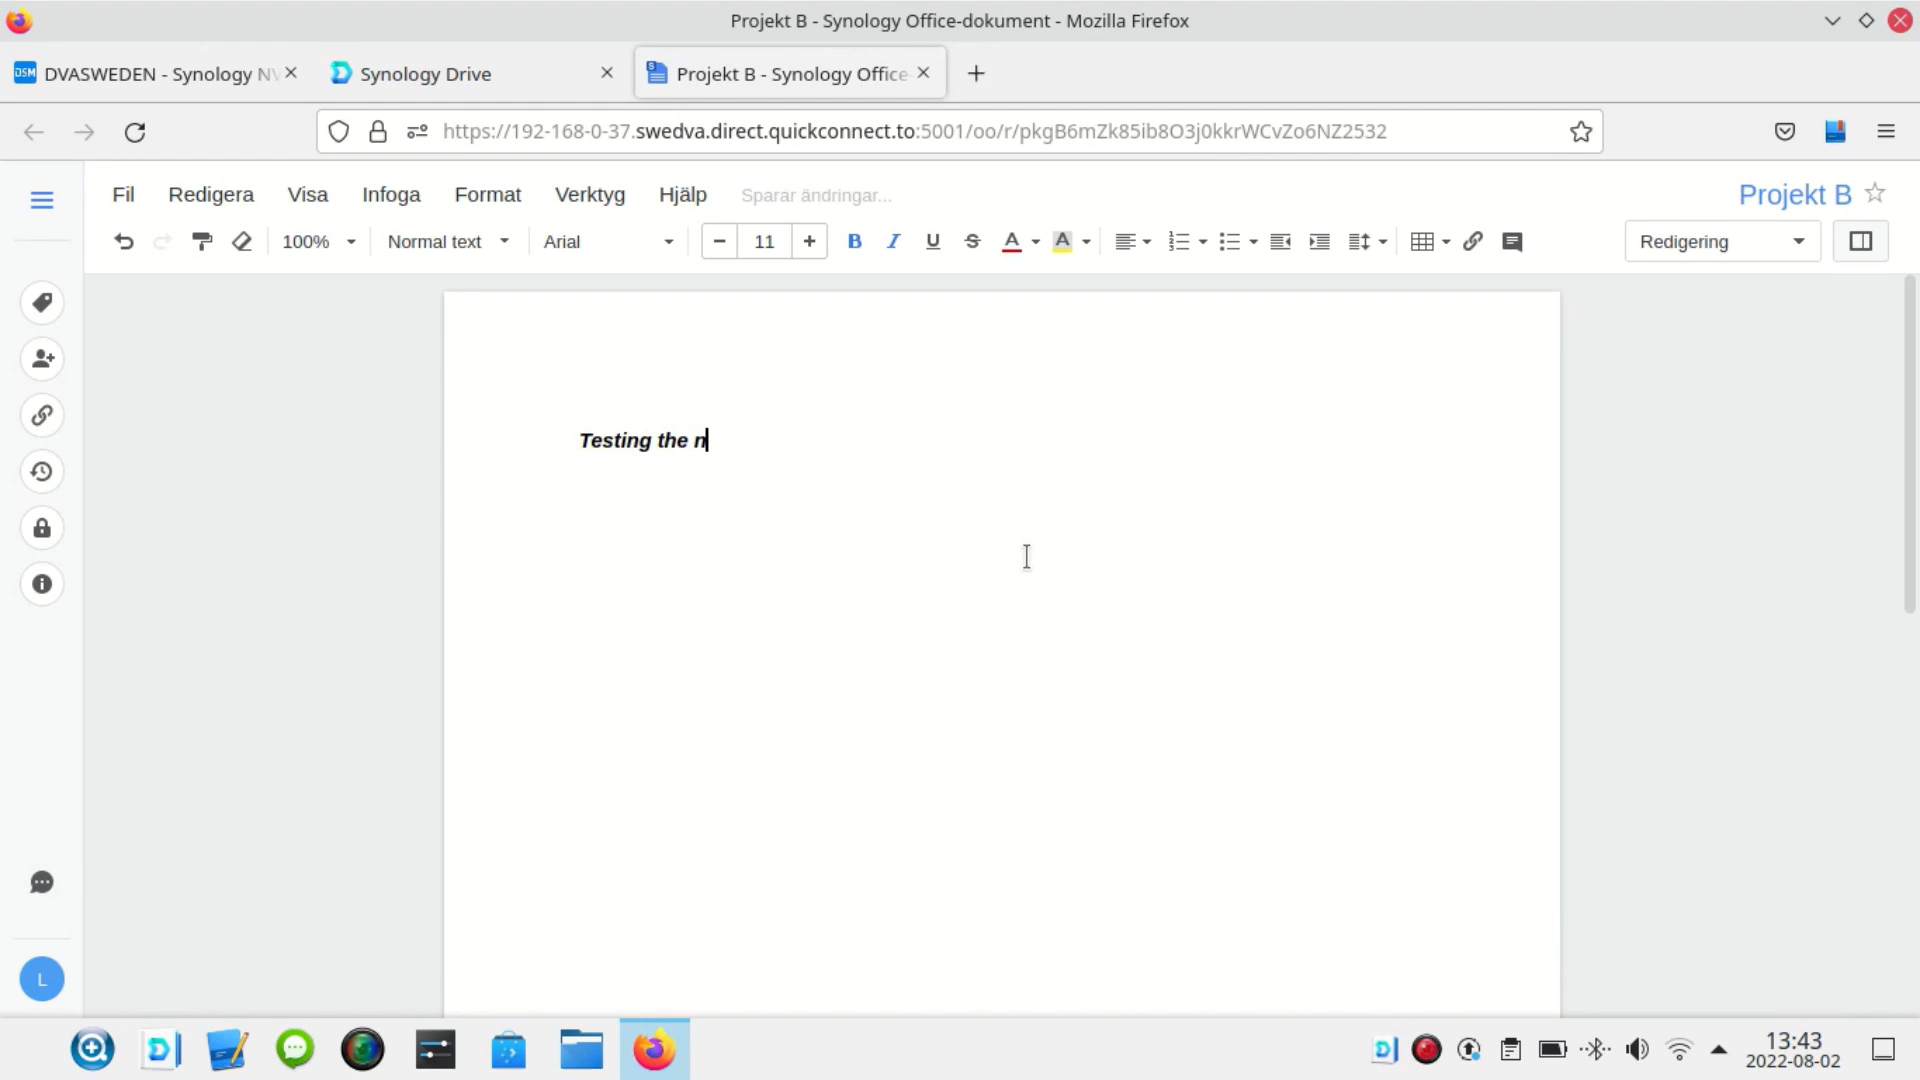 Projekt B - Synology Office-dokument - Mozilla Firefox
DSM DVASWEDEN - Synology NV
Synology Drive
Projekt B - Synology Office
https://192-168-0-37.swedva.direct.quickconnect.to:5001/oo/r/pkgB6mZk85ib8O3j0kkrWCvZo6NZ2532
Fil Redigera Visa Infoga Format Verktyg Hjälp Sparar ändringar...
Projekt B
100% Normal text Arial 11 B I U S A A
Redigering
Testing the n
L
13:43
2022-08-02